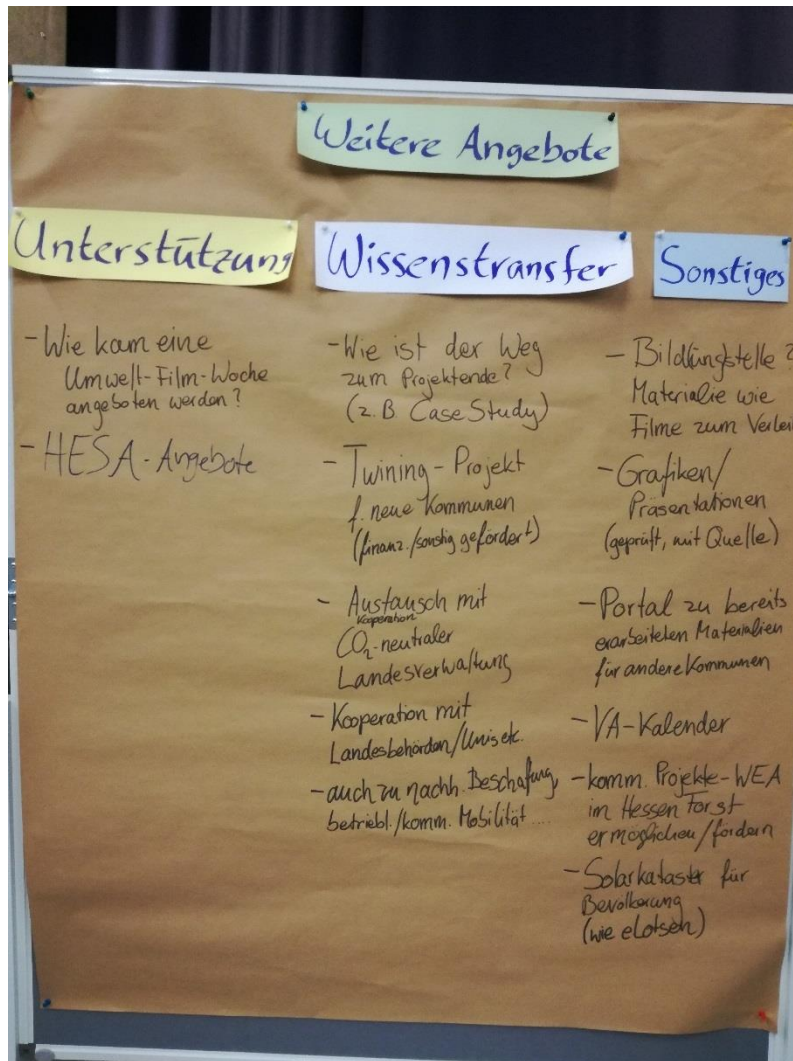 Weitere Angebote
Unterstützung
- Wie kam eine
Umwelt-Film-Woche
angeboten werden?
- HESA-Angebote
Wissenstransfer
- Wie ist der Weg
zum Projektende?
(z.B Case Study)
- Twining-Projekt
f. neue Kommunen
(finanz./sonstig gefördert)
- Austausch mit
Kooperation
CO₂-neutraler
Landesverwaltung
- Kooperation mit
Landesbehörden/Unis etc.
- auch zu nachh. Beschafung,
betriebl./komm. Mobilität ....
Sonstiges
- Bildungstelle?
Materialie wie
Filme zum Verlei
- Grafiken/
Präsentationen
(geprüft, mit Quelle)
- Portal zu bereits
erarbeiteten Materialien
für andere Kommunen
- VA-Kalender
- komm. Projekte-WEA
im Hessen Forst
ermöglichen/fördern
- Solarkataster für
Bevölkerung
(wie eLotsen)